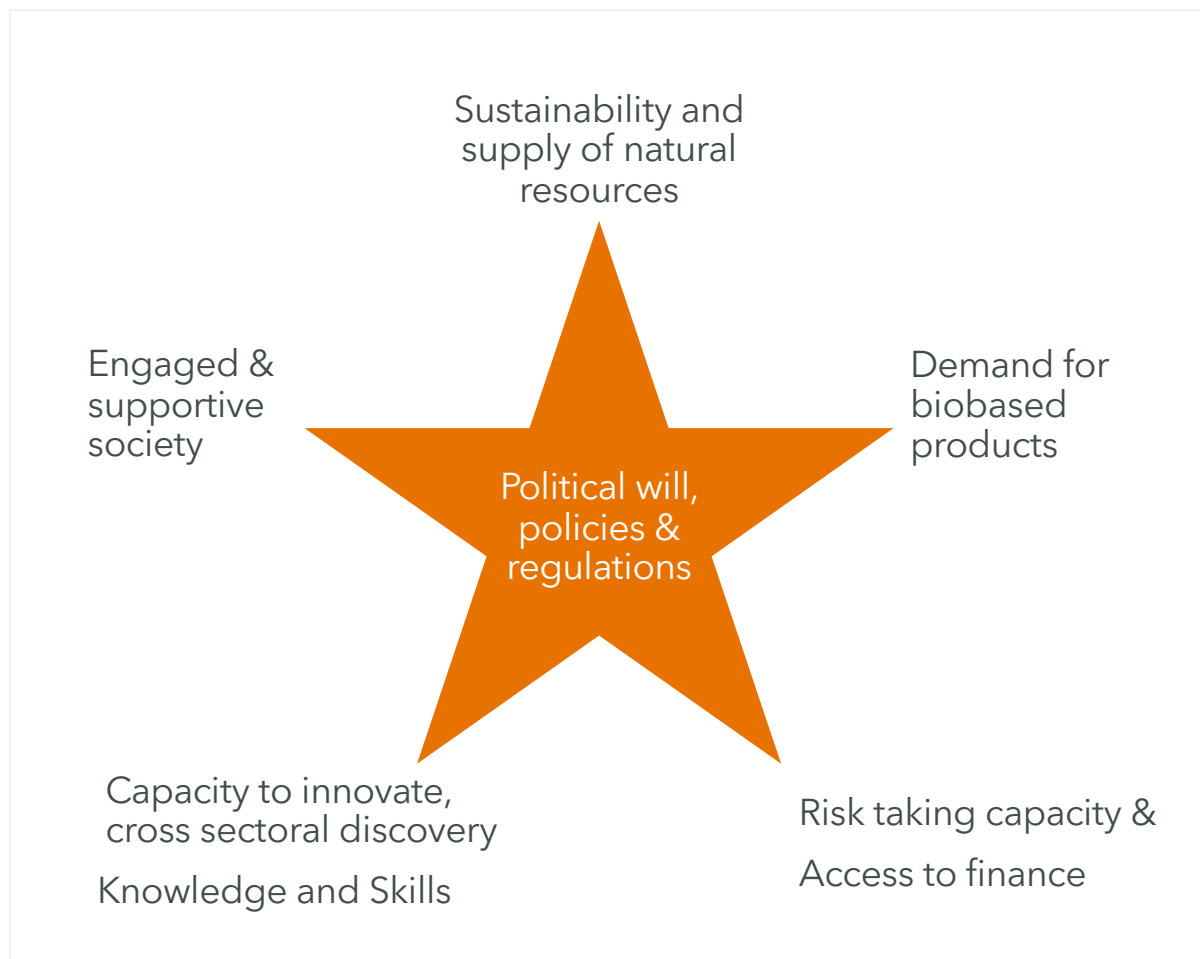 Sustainability and
supply of natural
resources
Engaged &
supportive
society
Demand for
biobased
products
Political will,
policies &
regulations
Capacity to innovate,
cross sectoral discovery
Knowledge and Skills
Risk taking capacity &
Access to finance